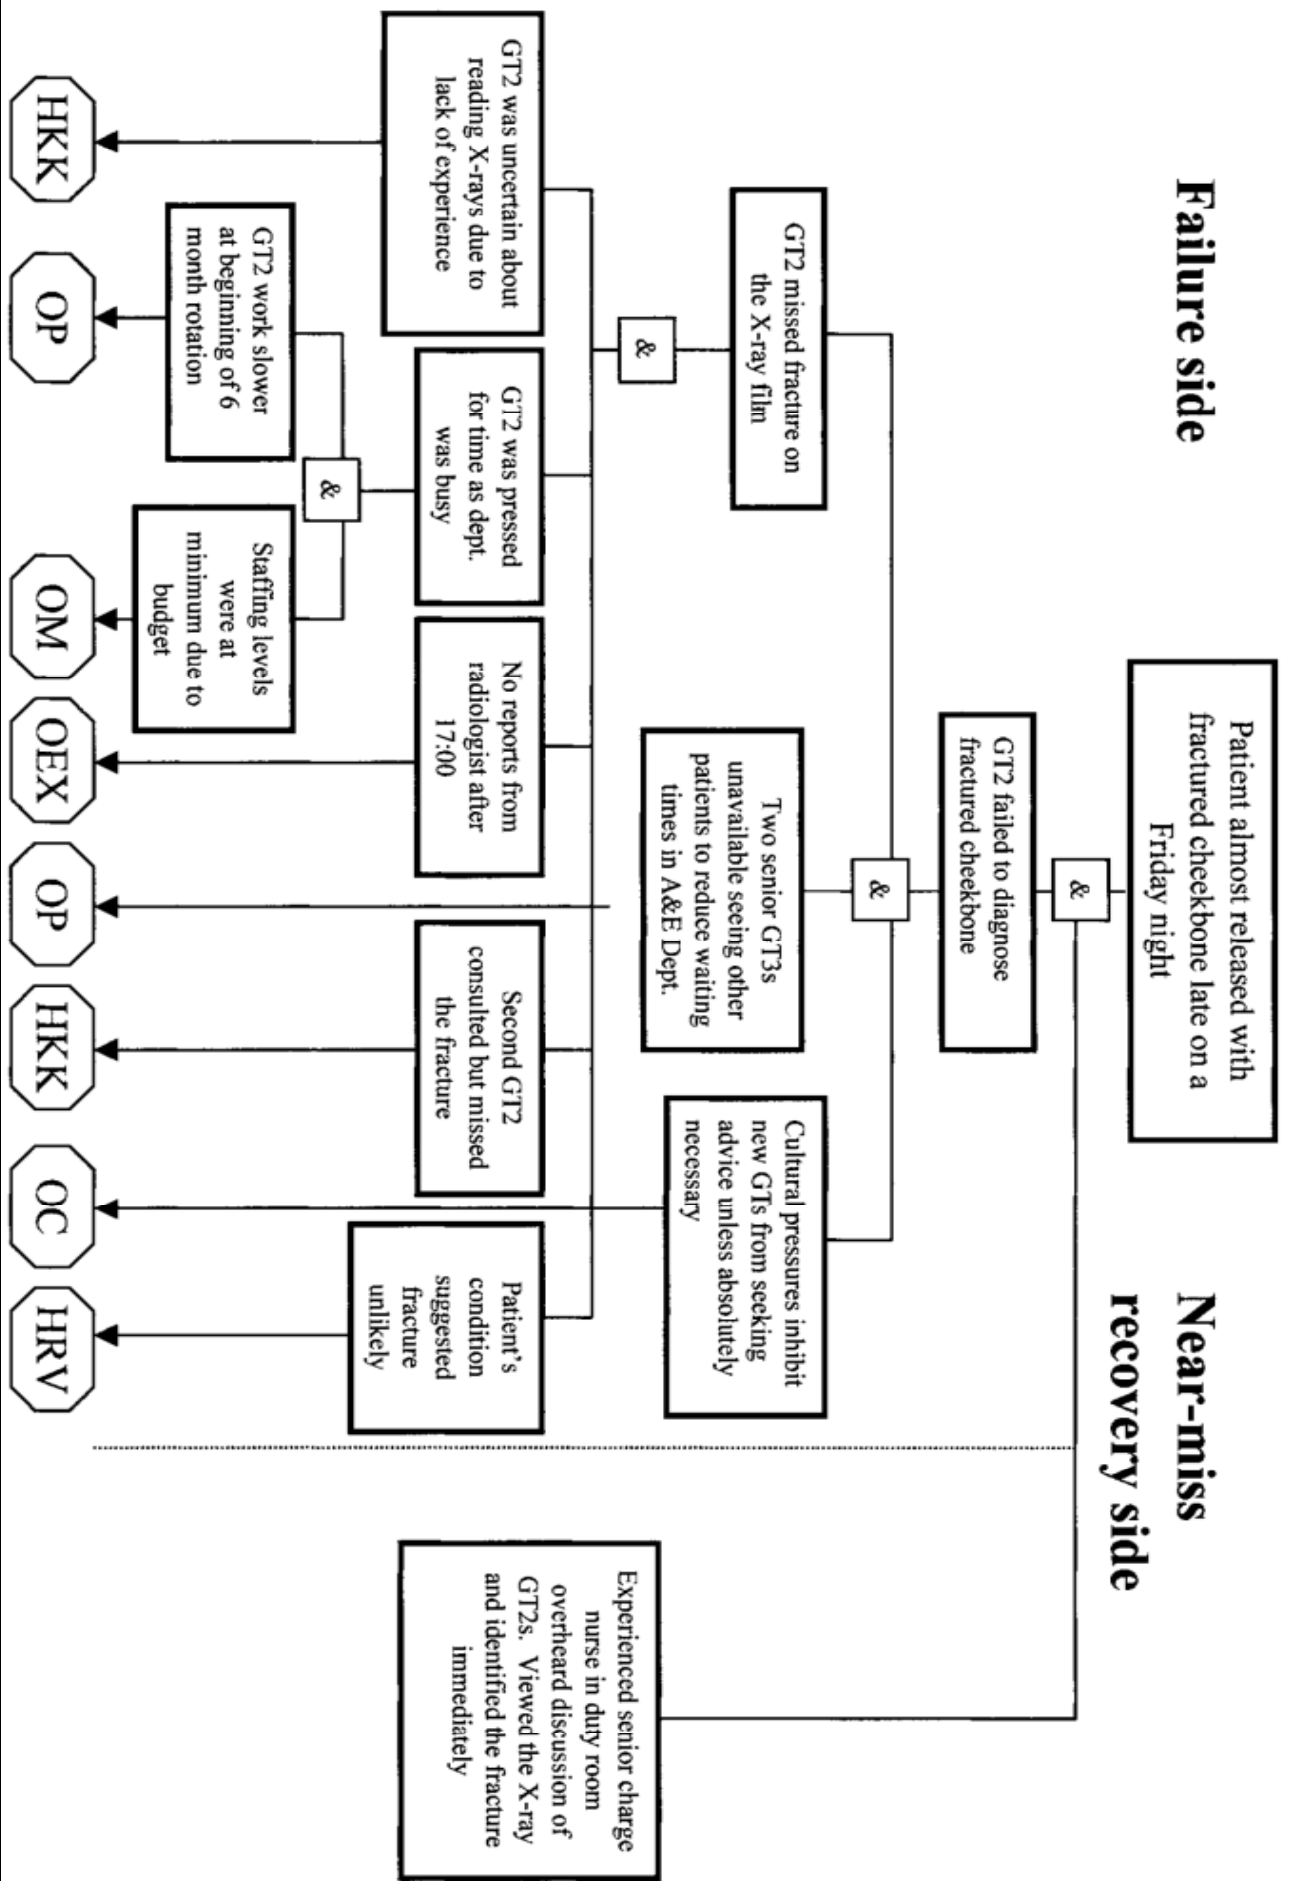 Failure side
Near-miss
recovery side
Patient almost released with
fractured cheekbone late on a
Friday night
&
GT2 failed to diagnose
fractured cheekbone
&
GT2 missed fracture on
the X-ray film
Two senior GT3s
unavailable seeing other
patients to reduce waiting
times in A&E Dept.
Cultural pressures inhibit
new GTs from seeking
advice unless absolutely
necessary
&
GT2 was uncertain about
reading X-rays due to
lack of experience
GT2 was pressed
for time as dept.
was busy
No reports from
radiologist after
17:00
Second GT2
consulted but missed
the fracture
Patient's
condition
suggested
fracture
unlikely
Experienced senior charge
nurse in duty room
overheard discussion of
GT2s. Viewed the X-ray
and identified the fracture
immediately
&
GT2 work slower
at beginning of 6
month rotation
Staffing levels
were at
minimum due to
budget
HKK
OP
OM
OEX
OP
HKK
OC
HRV